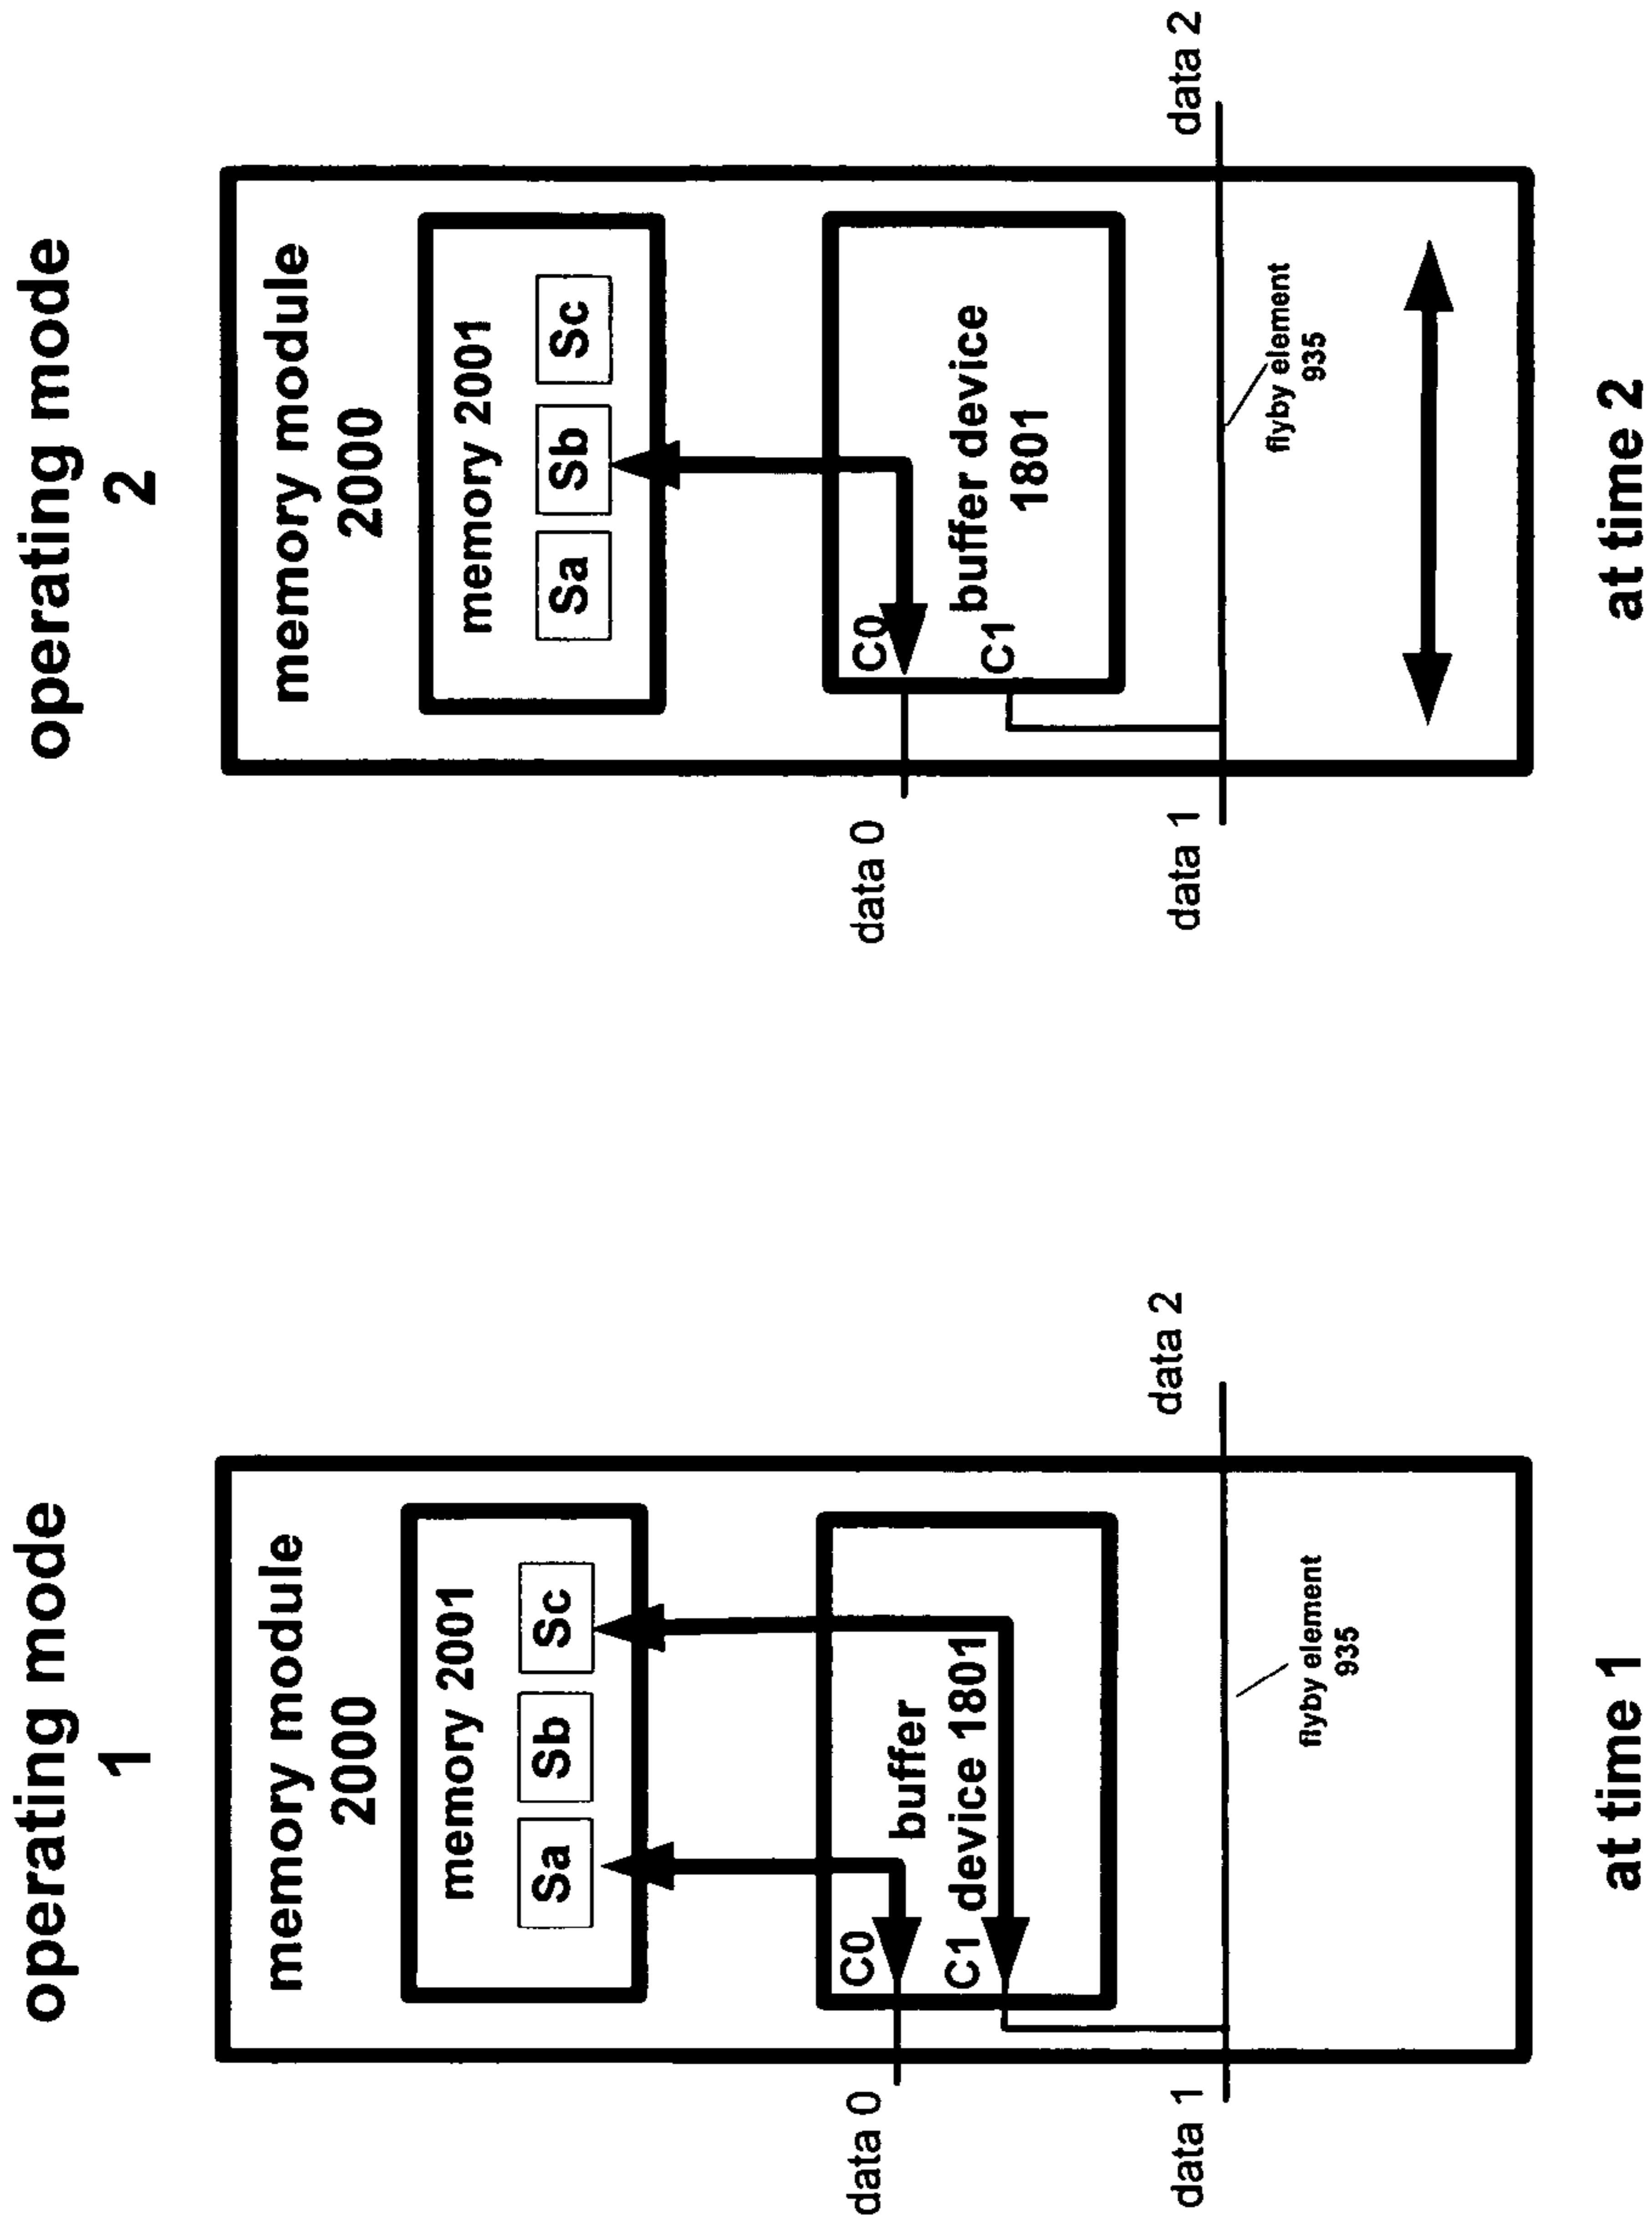 operating mode
1
memory module
2000
memory 2001
Sa
Sb
Sc
C0
buffer
C1
device 1801
data 0
data 1
data 2
flyby element
935
at time 1
operating mode
2
memory module
2000
memory 2001
Sa
Sb
Sc
C0
buffer device
C1
1801
data 0
data 1
data 2
flyby element
935
at time 2